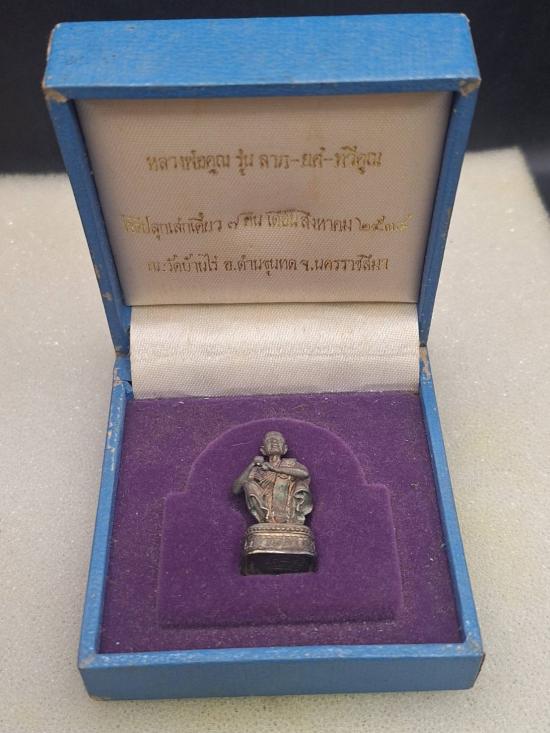 หลวงพ่อคูณ รุ่น ลาภ-ยศ-ทวีคูณ
พิธีปลุกเสกเดี่ยว ๗ คืน เดือน สิงหาคม
ณ.วัดบ้านไร่ อ.ด่านขุนทด จ.นครราชสีมา